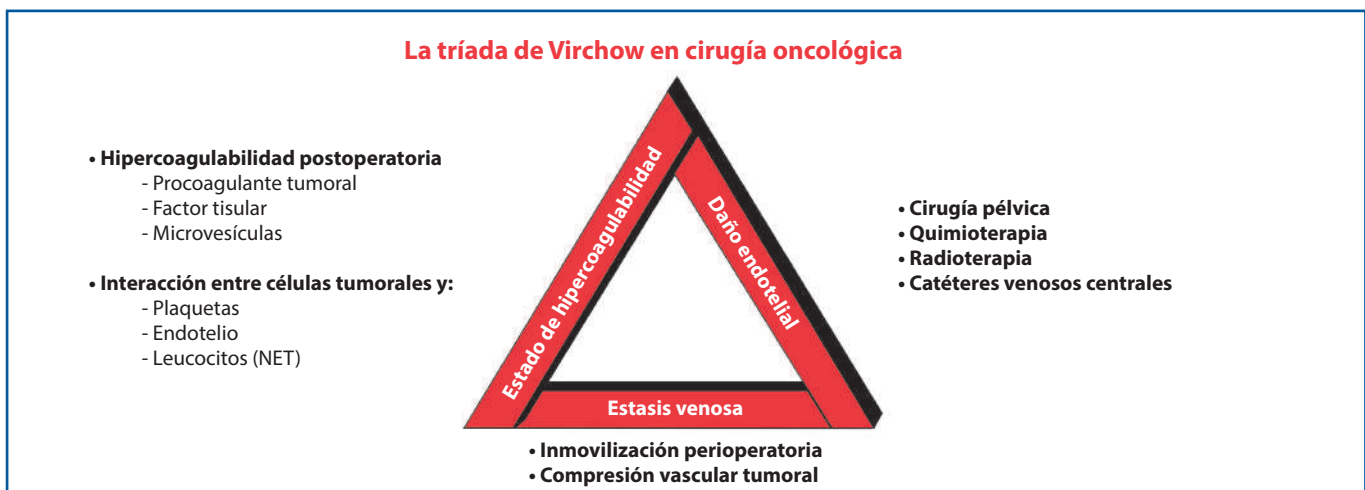 La tríada de Virchow en cirugía oncológica
• Hipercoagulabilidad postoperatoria
- Procoagulante tumoral
- Factor tisular
- Microvesículas
• Interacción entre células tumorales y:
- Plaquetas
- Endotelio
- Leucocitos (NET)
Estado de hipercoagulabilidad
Daño endotelial
Estasis venosa
• Cirugía pélvica
• Quimioterapia
• Radioterapia
• Catéteres venosos centrales
• Inmovilización perioperatoria
• Compresión vascular tumoral